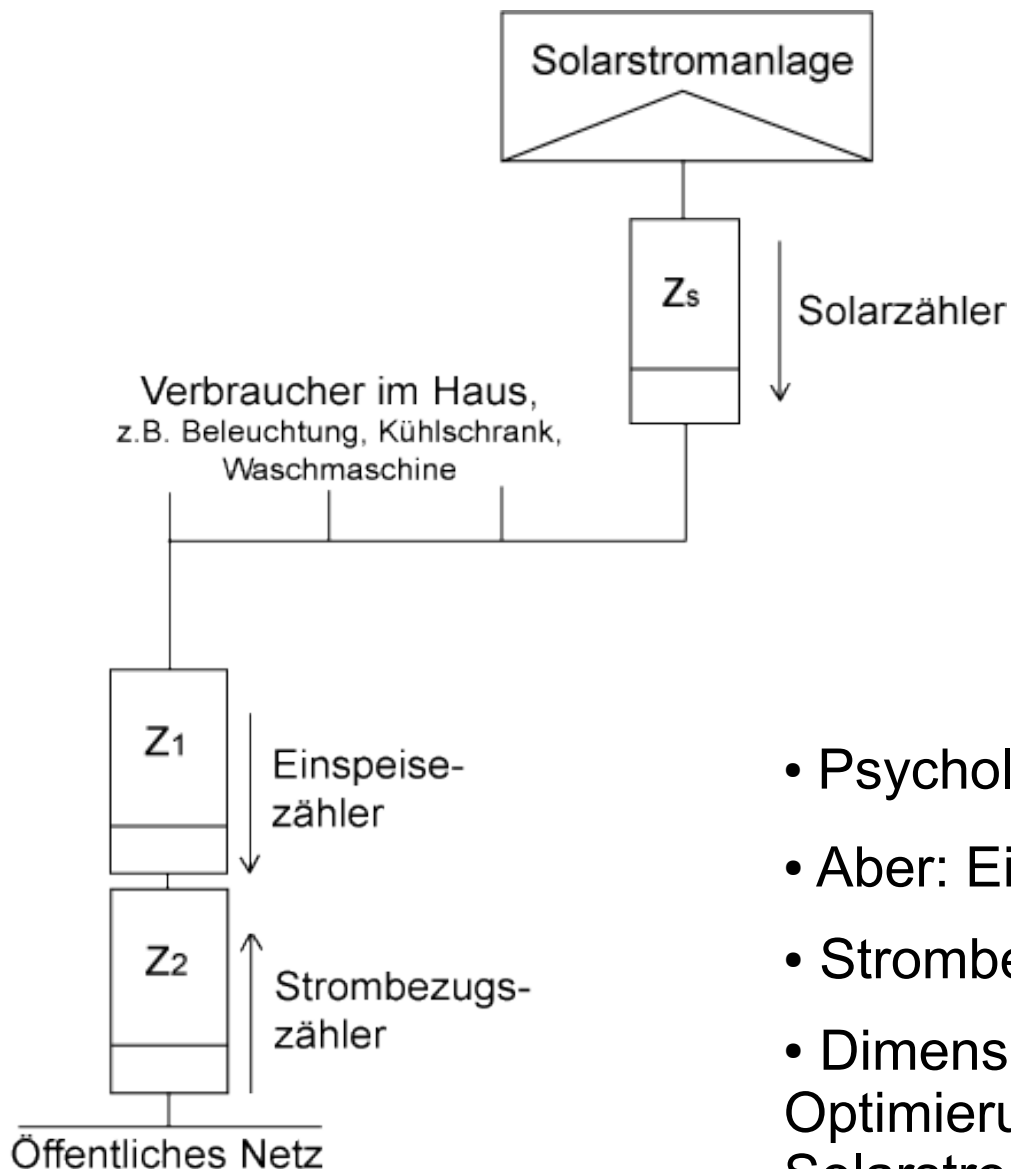 Solarstromanlage
Zs
Solarzähler
Verbraucher im Haus,
z.B. Beleuchtung, Kühlschrank,
Waschmaschine
Z1
Einspeise-
zähler
Z2
Strombezugs-
zähler
Öffentliches Netz
• Psychol
• Aber: Ei
• Strombe
• Dimens
Optimieru